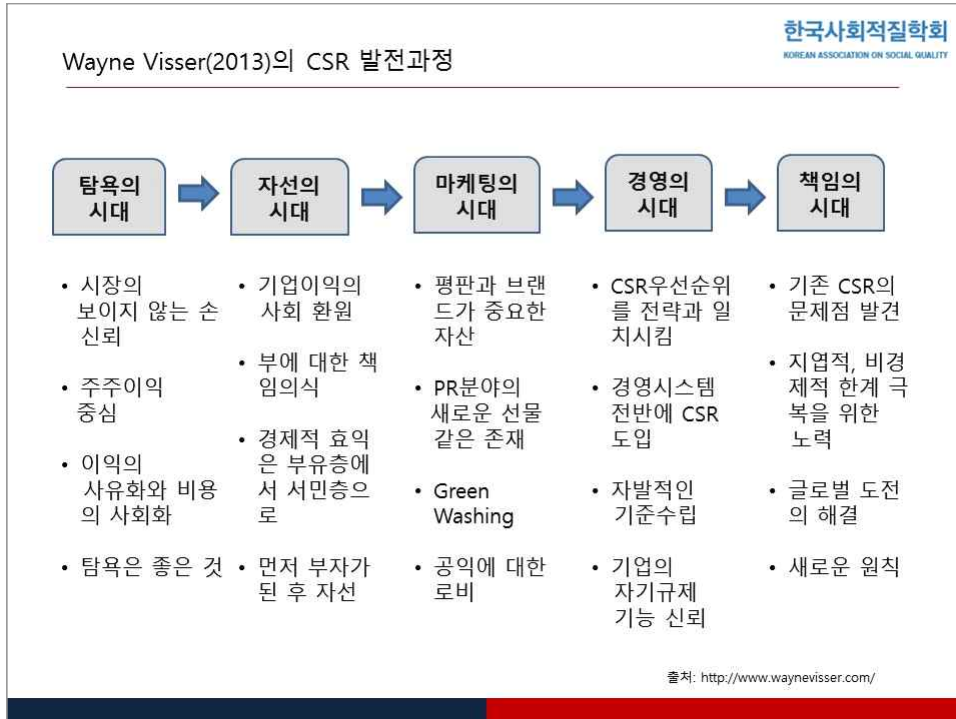 한국사회적질학회
KOREAN ASSOCIATION ON SOCIAL QUALITY
Wayne Visser(2013)의 CSR 발전과정
탐욕의
시대
자선의
시대
마케팅의
시대
경영의
시대
책임의
시대
• 시장의
보이지 않는 손
신뢰
• 주주이익
중심
• 이익의
사유화와 비용
의 사회화
• 탐욕은 좋은 것
• 기업이익의
사회 환원
• 부에 대한 책
임의식
• 경제적 효익
은 부유층에
서 서민층으
로
• 먼저 부자가
된 후 자선
• 평판과 브랜
드가 중요한
자산
• PR분야의
새로운 선물
같은 존재
• Green
Washing
• 공익에 대한
로비
• CSR우선순위
를 전략과 일
치시킴
• 경영시스템
전반에 CSR
도입
• 자발적인
기준수립
• 기업의
자기규제
기능 신뢰
• 기존 CSR의
문제점 발견
• 지엽적, 비경
제적 한계 극
복을 위한
노력
• 글로벌 도전
의 해결
• 새로운 원칙
출처: http://www.waynevisser.com/